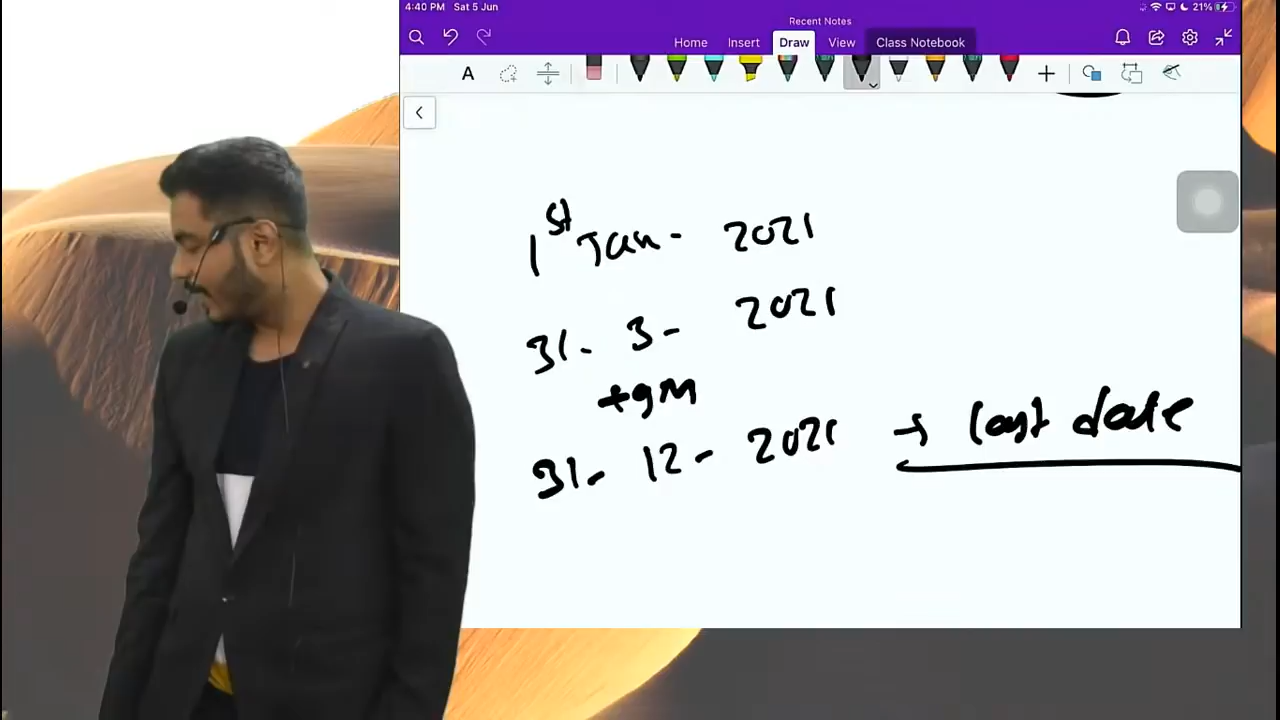 4:40 PM Sat 5 Jun
21%
Recent Notes
Home Insert Draw View Class Notebook
A
1st Jan - 2021
31 - 3 - 2021
+9M
31 - 12 - 2021 → last date